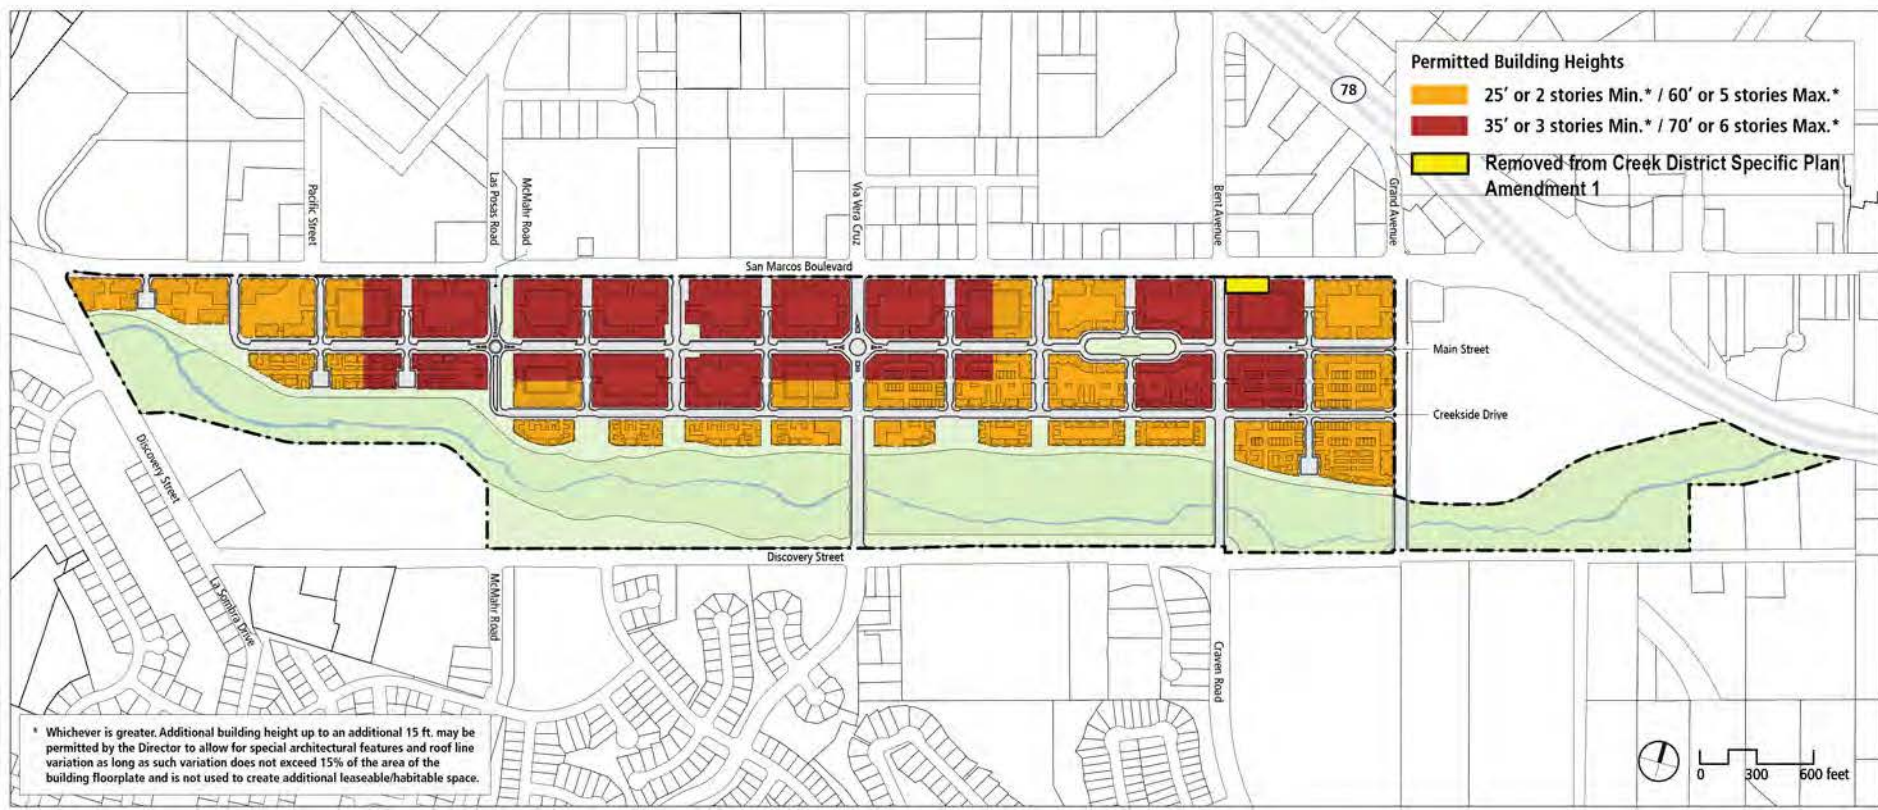 Permitted Building Heights
25' or 2 stories Min.* / 60' or 5 stories Max.*
35' or 3 stories Min.* / 70' or 6 stories Max.*
Removed from Creek District Specific Plan
Amendment 1
78
Pacific Street
Las Posas Road
McMahr Road
Via Vera Cruz
Bent Avenue
Grand Avenue
San Marcos Boulevard
Main Street
Creekside Drive
Discovery Street
Discovery Street
La Sombra Drive
McMahr Road
Craven Road
* Whichever is greater. Additional building height up to an additional 15 ft. may be
permitted by the Director to allow for special architectural features and roof line
variation as long as such variation does not exceed 15% of the area of the
building floorplate and is not used to create additional leaseable/habitable space.
0 300 600 feet